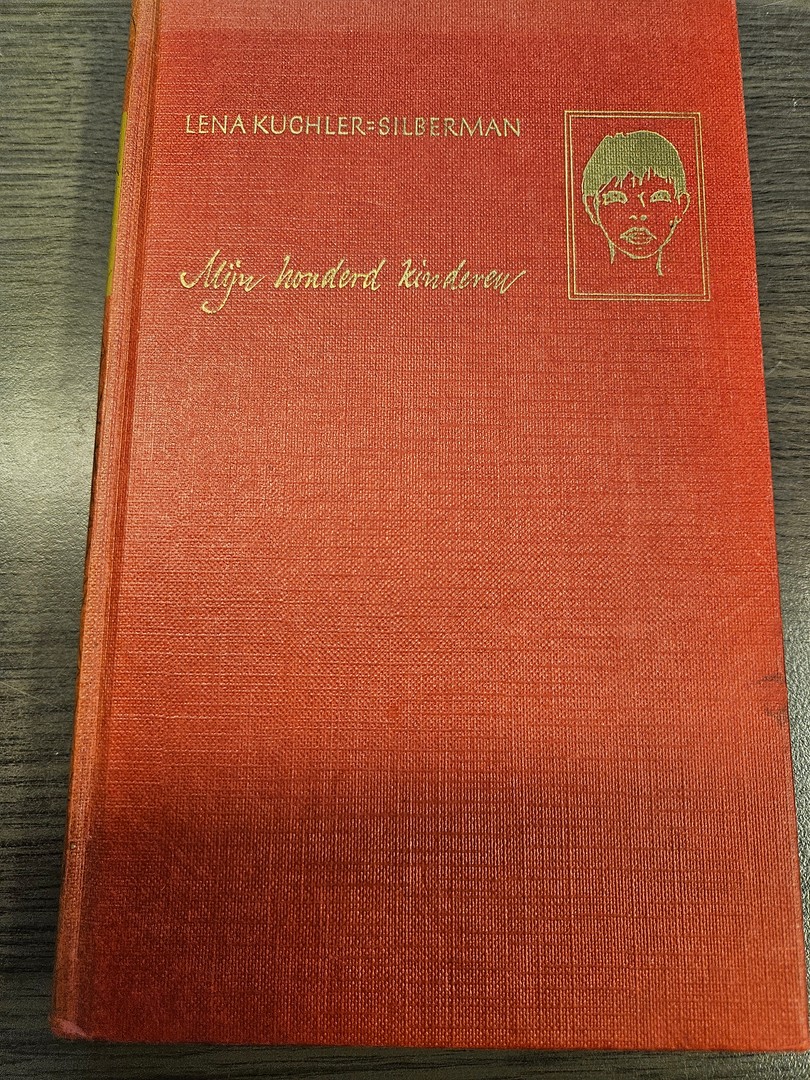 LENA KUCHLER=SILBERMAN
Mijn honderd kinderen